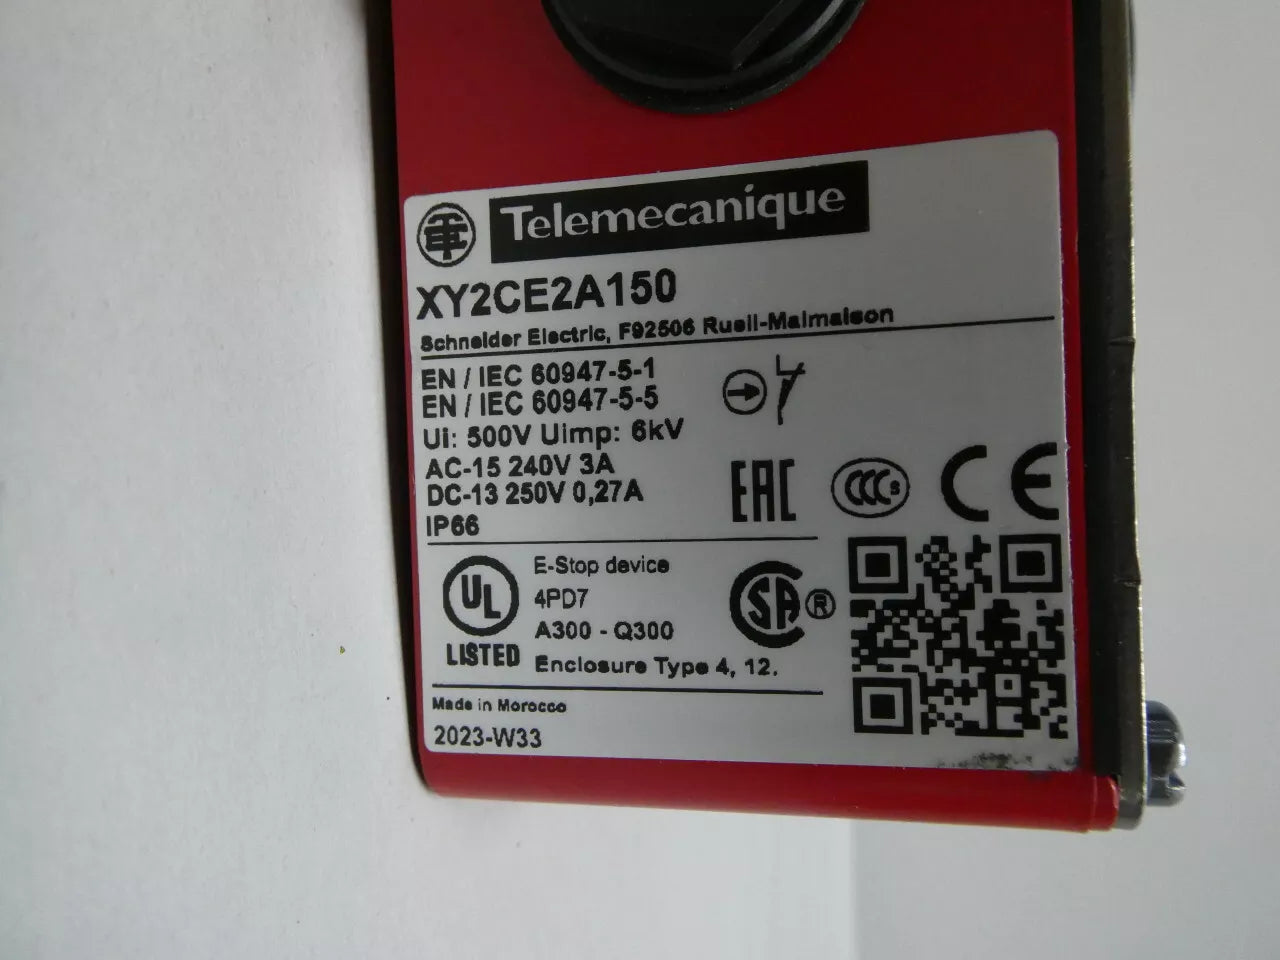 Telemecanique
XY2CE2A150
Schneider Electric, F92506 Rueil-Malmaison
EN / IEC 60947-5-1
EN / IEC 60947-5-5
Ui: 500V Uimp: 6kV
AC-15 240V 3A
DC-13 250V 0,27A
IP66
EAC CCC S CE
UL LISTED
E-Stop device
4PD7
A300 - Q300
Enclosure Type 4, 12.
SA ®
Made in Morocco
2023-W33